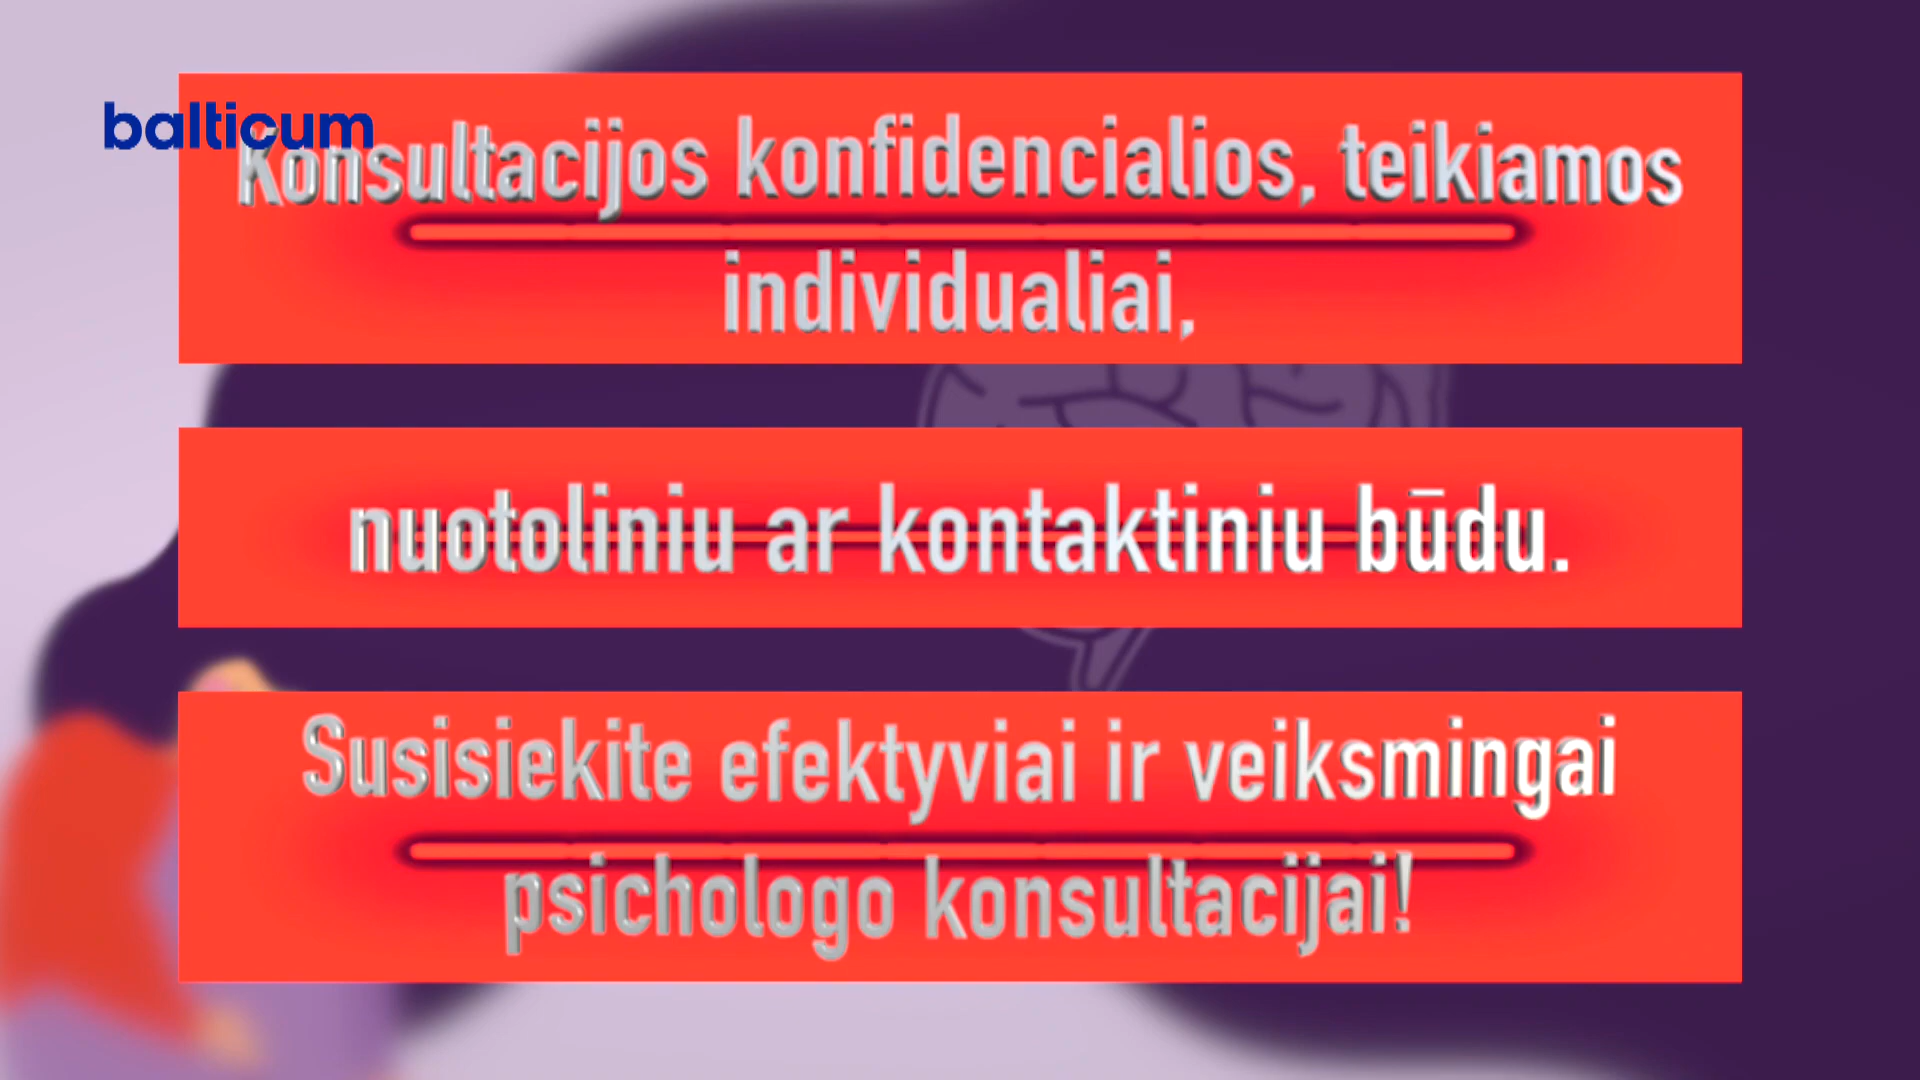 balticum
Konsultacijos konfidencialios, teikiamos
individualiai,
nuotoliniu ar kontaktiniu būdu.
Susisiekite efektyviai ir veiksmingai
psichologo konsultacijai!